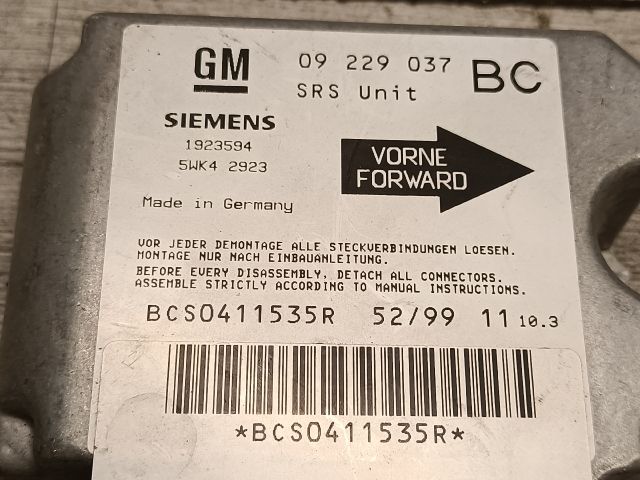 GM 09 229 037 BC
SRS Unit
SIEMENS
1923594
5WK4 2923
VORNE
FORWARD
Made in Germany
VOR JEDER DEMONTAGE ALLE STECKVERBINDUNGEN LOESEN.
MONTAGE NUR NACH EINBAUANLEITUNG.
BEFORE EVERY DISASSEMBLY, DETACH ALL CONNECTORS.
ASSEMBLE STRICTLY ACCORDING TO MANUAL INSTRUCTIONS.
BCS0411535R 52/99 11 10.3
*BCS0411535R*